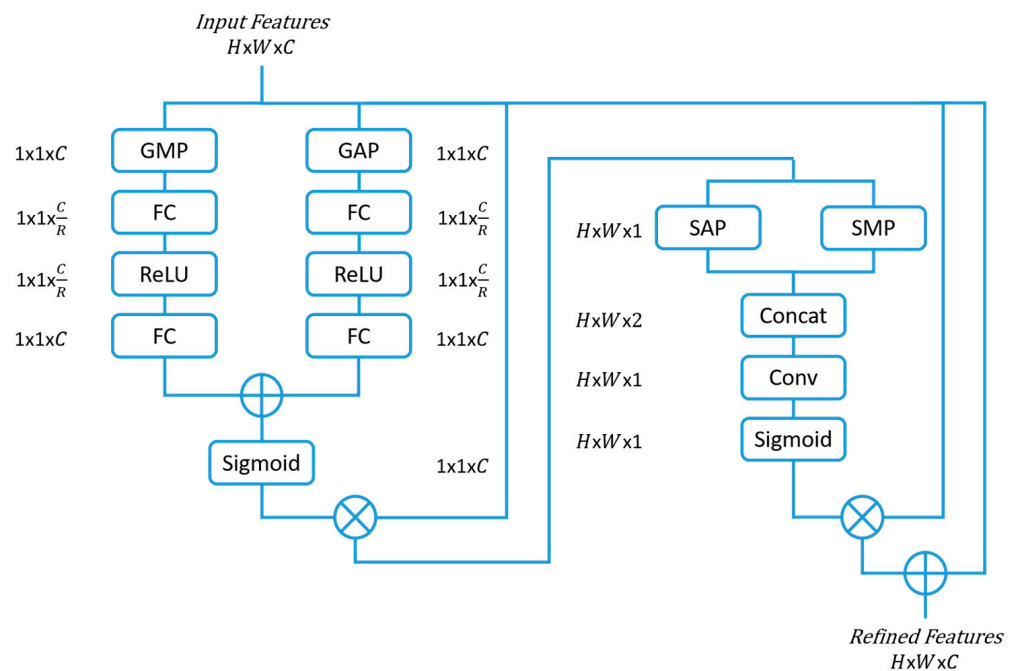 Input Features
HxWxC
1x1xC GMP GAP 1x1xC
1x1xC/R FC FC 1x1xC/R
1x1xC/R ReLU ReLU 1x1xC/R
1x1xC FC FC 1x1xC
Sigmoid 1x1xC
HxWx1 SAP SMP
HxWx2 Concat
HxWx1 Conv
HxWx1 Sigmoid
Refined Features
HxWxC